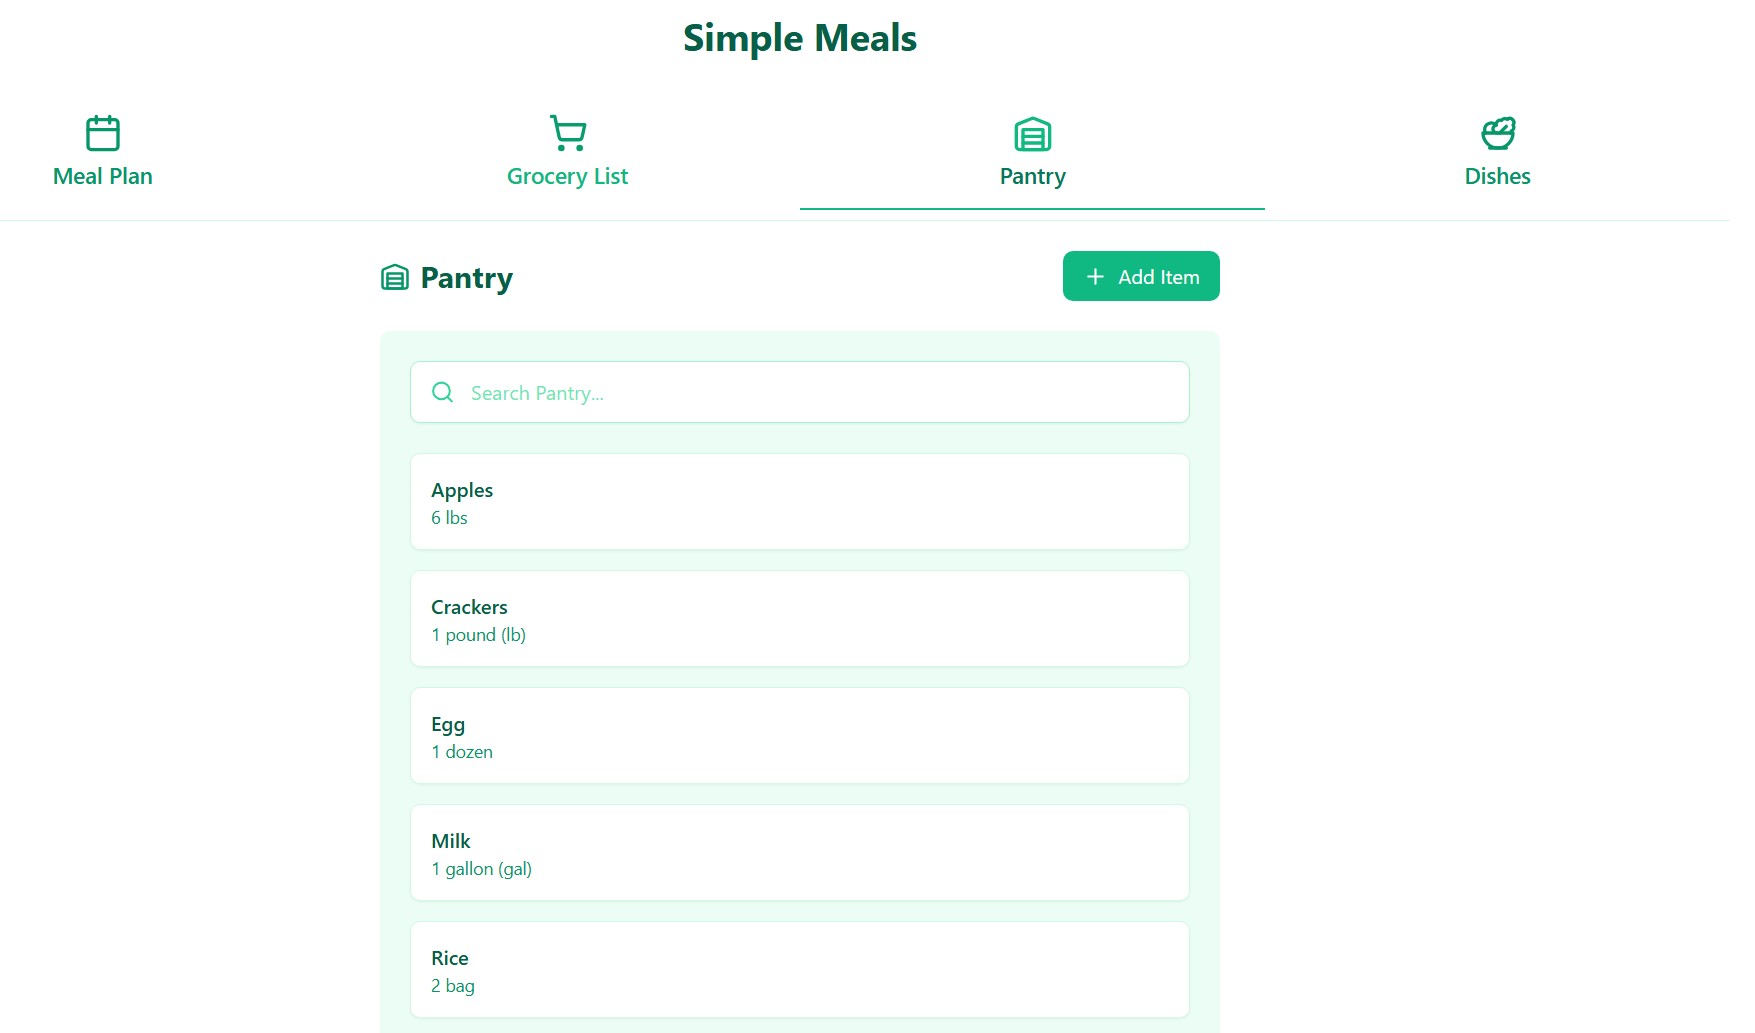 Simple Meals
Meal Plan
Grocery List
Pantry
Dishes
Pantry
Add Item
Search Pantry...
Apples
6 lbs
Crackers
1 pound (lb)
Egg
1 dozen
Milk
1 gallon (gal)
Rice
2 bag